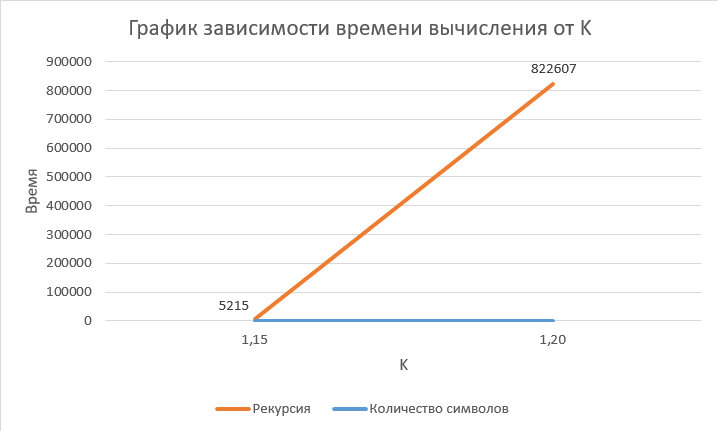 График зависимости времени вычисления от K
900000
822607
800000
700000
600000
500000
400000
300000
200000
100000
0
Время
5215
1,15
1,20
K
Рекурсия
Количество символов